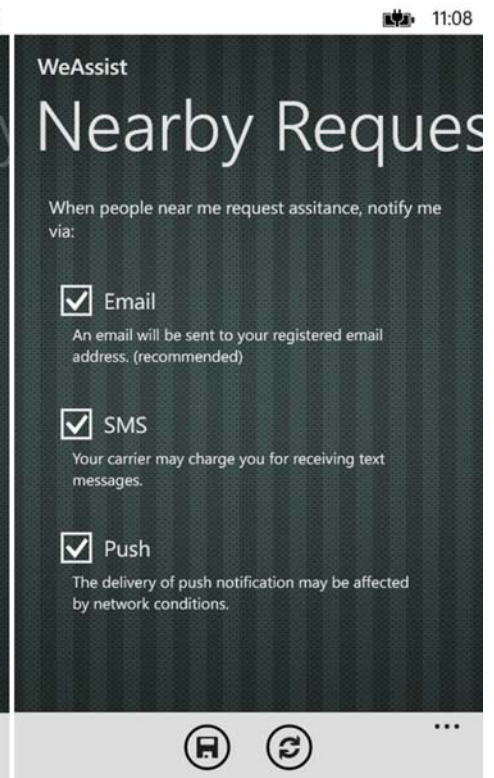 11:08
WeAssist
Nearby Reques
When people near me request assitance, notify me
via:
Email
An email will be sent to your registered email
address. (recommended)
SMS
Your carrier may charge you for receiving text
messages.
Push
The delivery of push notification may be affected
by network conditions.